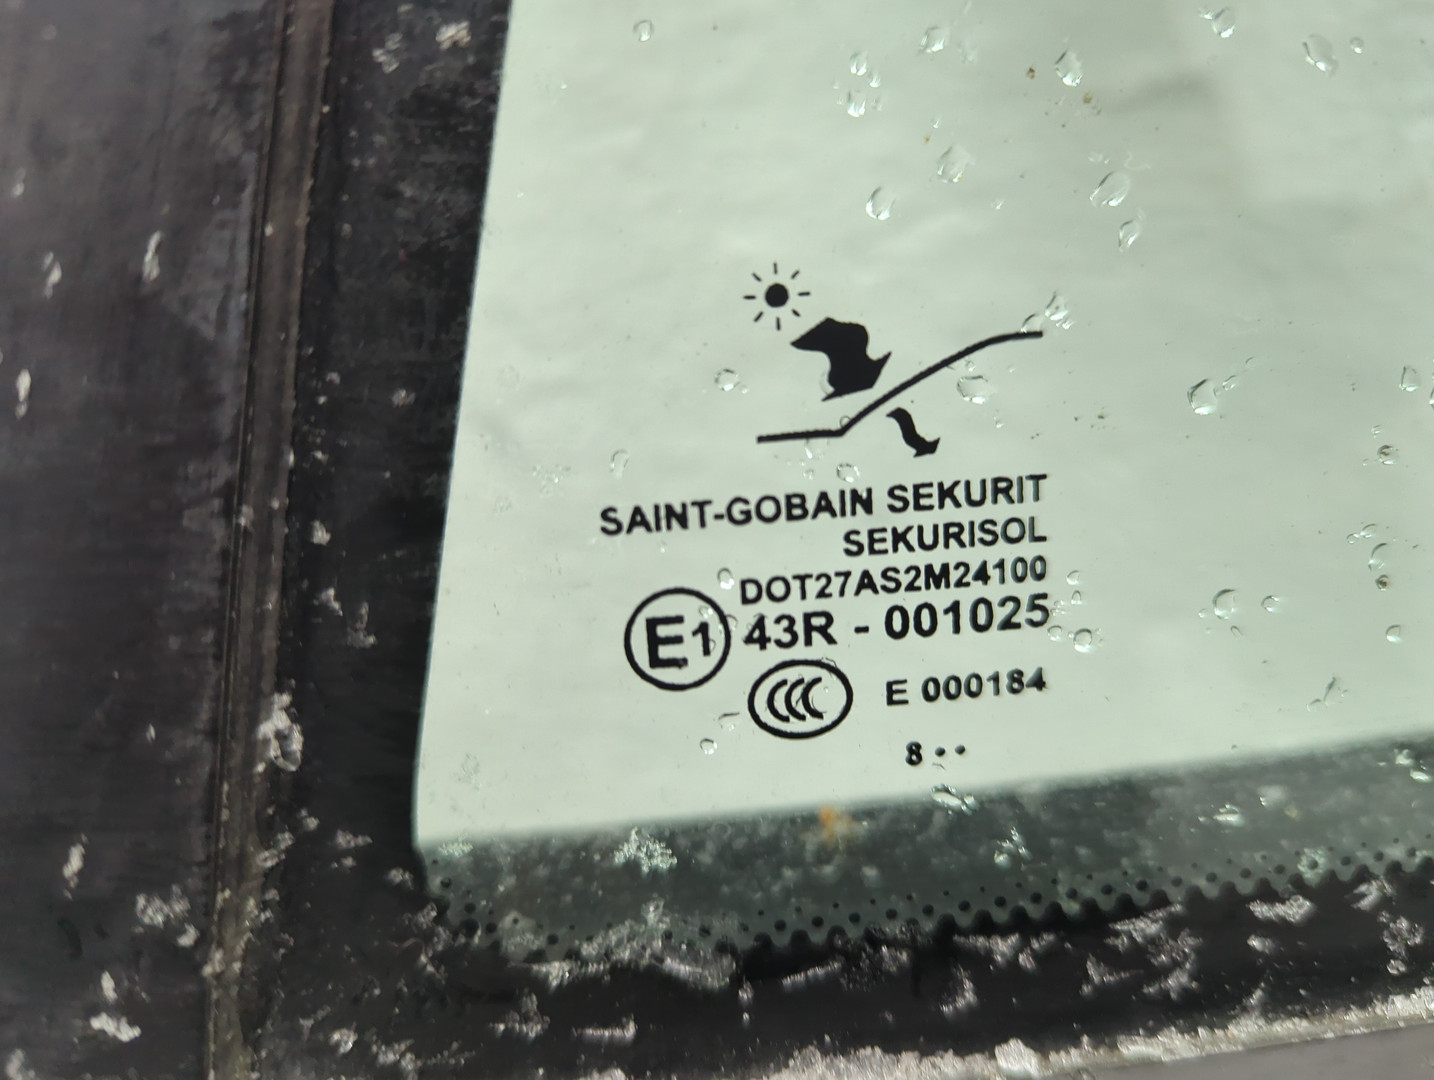 SAINT-GOBAIN SEKURIT
SEKURISOL
DOT27AS2M24100
E1 43R - 001025
CCC E 000184
8 ··